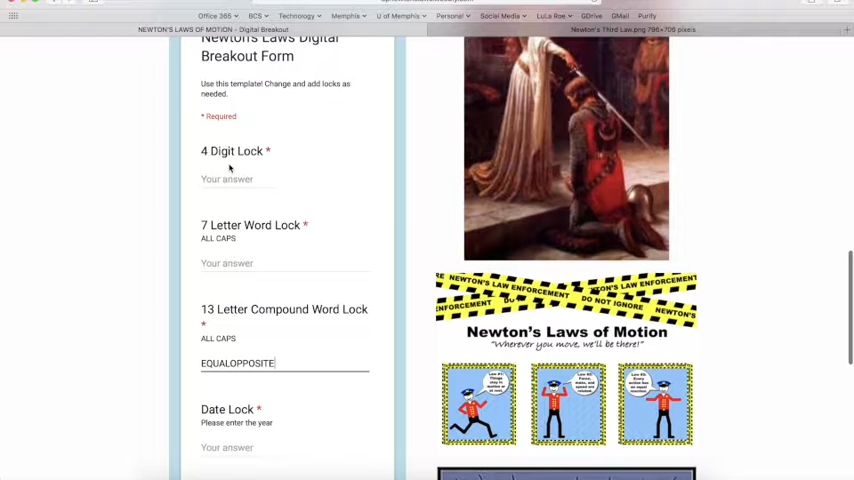 Office 365 BCS Technology Memphis U of Memphis Personal Social Media LuLa Roe GDrive GMail Purify
NEWTON'S LAWS OF MOTION - Digital Breakout
Newton's Third Law.png 796×706 pixels
Newton's Laws Digital
Breakout Form
Use this template! Change and add locks as
needed.
* Required
4 Digit Lock *
Your answer
7 Letter Word Lock *
ALL CAPS
Your answer
13 Letter Compound Word Lock
*
ALL CAPS
EQUALOPPOSITE
Date Lock *
Please enter the year
Your answer
NEWTON'S LAW ENFORCEMENT
ENFORCEMENT
DO NOT IGNORE
NEWTON'S
Newton's Laws of Motion
"Wherever you move, we'll be there!"